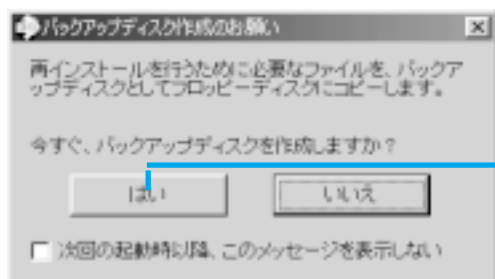 バックアップディスク作成のお願い
再インストールを行うために必要なファイルを、バックア
ップディスクとしてフロッピーディスクにコピーします。
今すぐ、バックアップディスクを作成しますか？
はい
いいえ
次回の起動時以降、このメッセージを表示しない